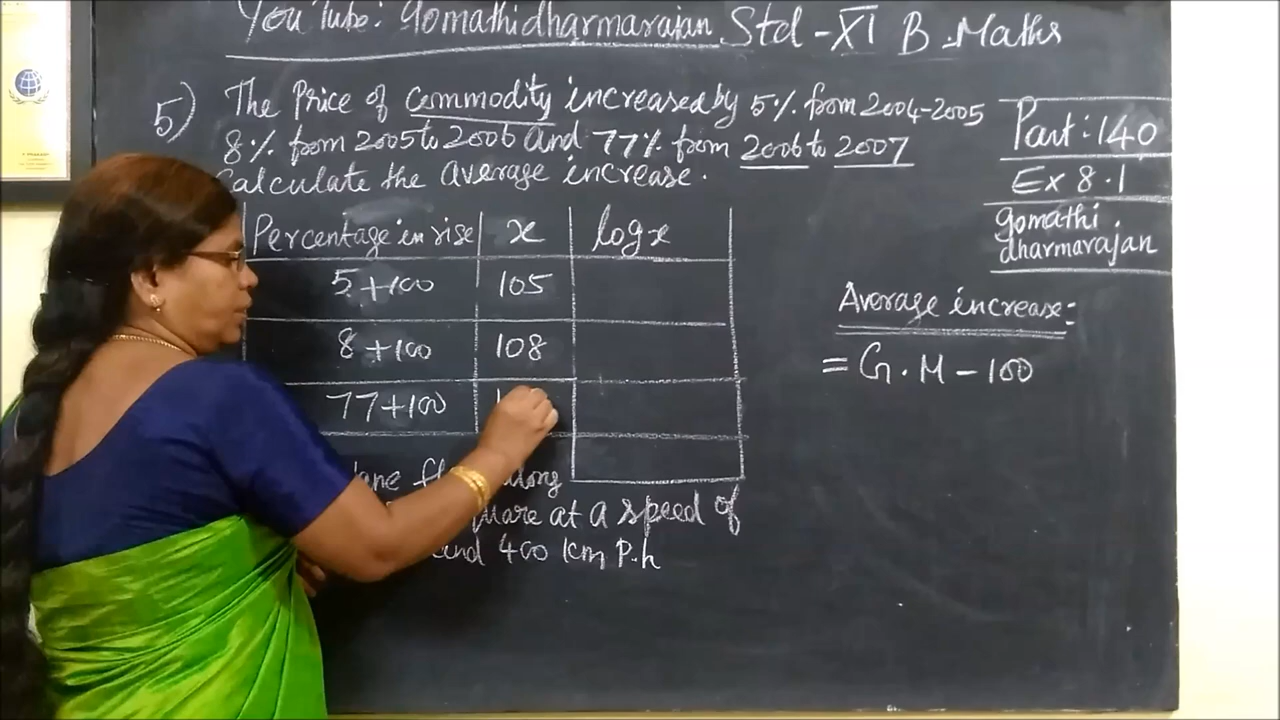 YouTube: Gomathidharmarajan Std - XI B.Maths
5) The Price of Commodity increased by 5% from 2004-2005
8% from 2005 to 2006 and 77% from 2006 to 2007
Calculate the average increase.
Part: 140
Ex 8.1
gomathi
dharmarajan
Percentage in rise x log x
5+100 105
8+100 108
77+100 1
Average increase:-
= G.M - 100
at a speed of
and 400 km P.h